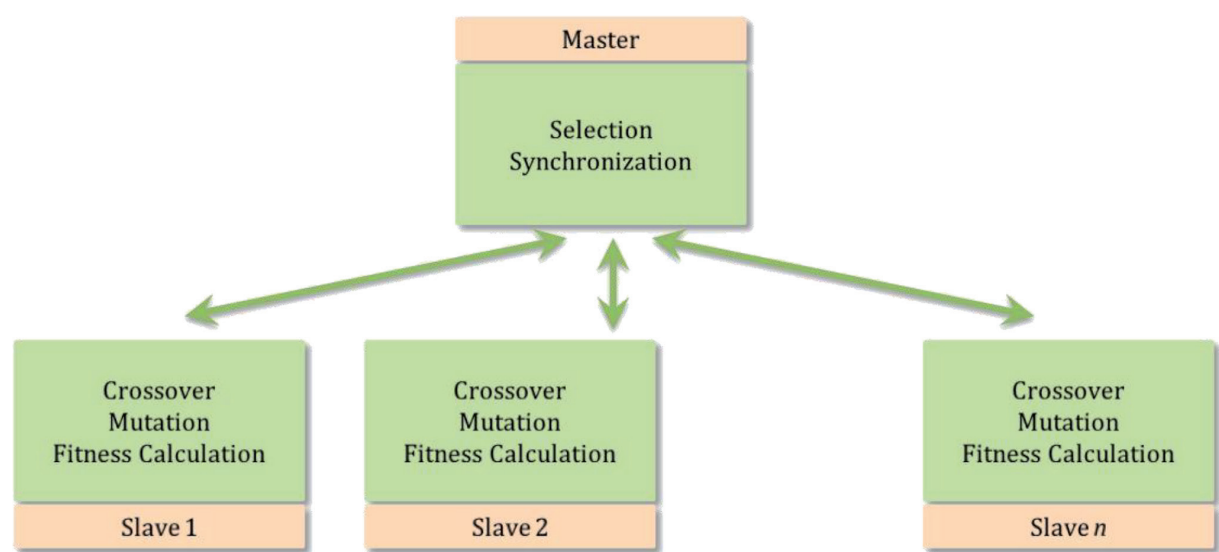 Master
Selection
Synchronization
Crossover
Mutation
Fitness Calculation
Slave 1
Crossover
Mutation
Fitness Calculation
Slave 2
Crossover
Mutation
Fitness Calculation
Slave n